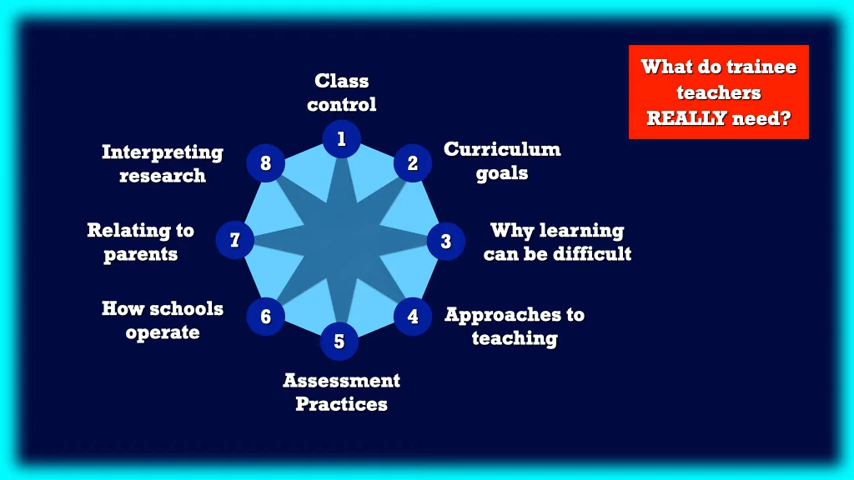 What do trainee
teachers
REALLY need?
Class
control
1
2
Curriculum
goals
3
Why learning
can be difficult
4
Approaches to
teaching
5
Assessment
Practices
6
How schools
operate
7
Relating to
parents
8
Interpreting
research